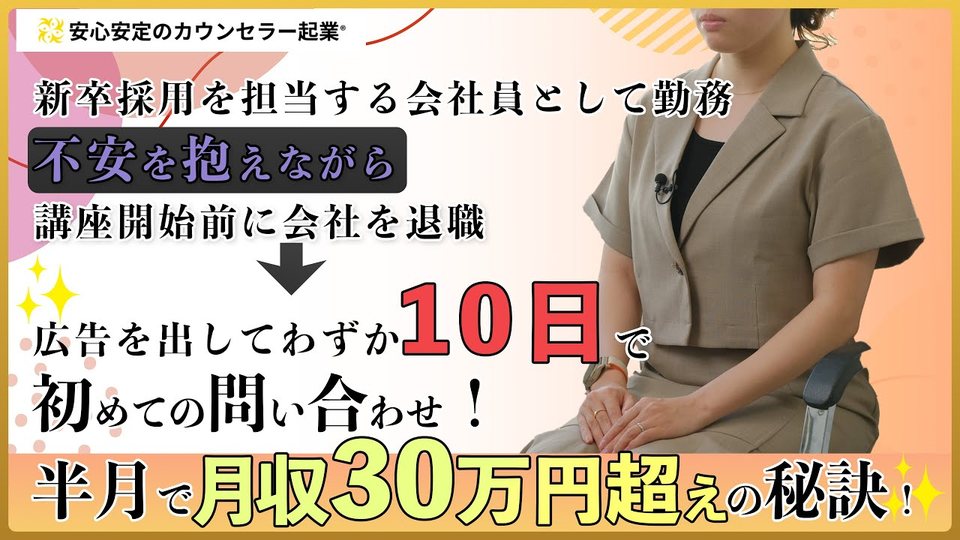 安心安定のカウンセラー起業®
新卒採用を担当する会社員として勤務
不安を抱えながら
講座開始前に会社を退職
広告を出してわずか10日で
初めての問い合わせ！
半月で月収30万円超えの秘訣！